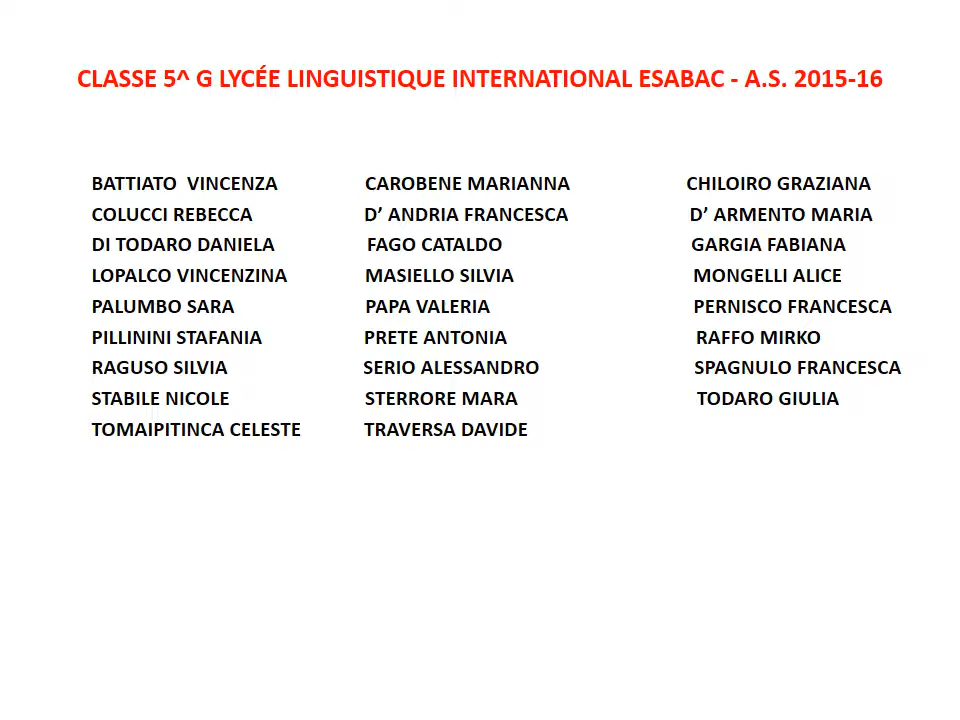 CLASSE 5^ G LYCÉE LINGUISTIQUE INTERNATIONAL ESABAC - A.S. 2015-16
BATTIATO VINCENZA CAROBENE MARIANNA CHILOIRO GRAZIANA
COLUCCI REBECCA D’ ANDRIA FRANCESCA D’ ARMENTO MARIA
DI TODARO DANIELA FAGO CATALDO GARGIA FABIANA
LOPALCO VINCENZINA MASIELLO SILVIA MONGELLI ALICE
PALUMBO SARA PAPA VALERIA PERNISCO FRANCESCA
PILLININI STAFANIA PRETE ANTONIA RAFFO MIRKO
RAGUSO SILVIA SERIO ALESSANDRO SPAGNULO FRANCESCA
STABILE NICOLE STERRORE MARA TODARO GIULIA
TOMAIPITINCA CELESTE TRAVERSA DAVIDE